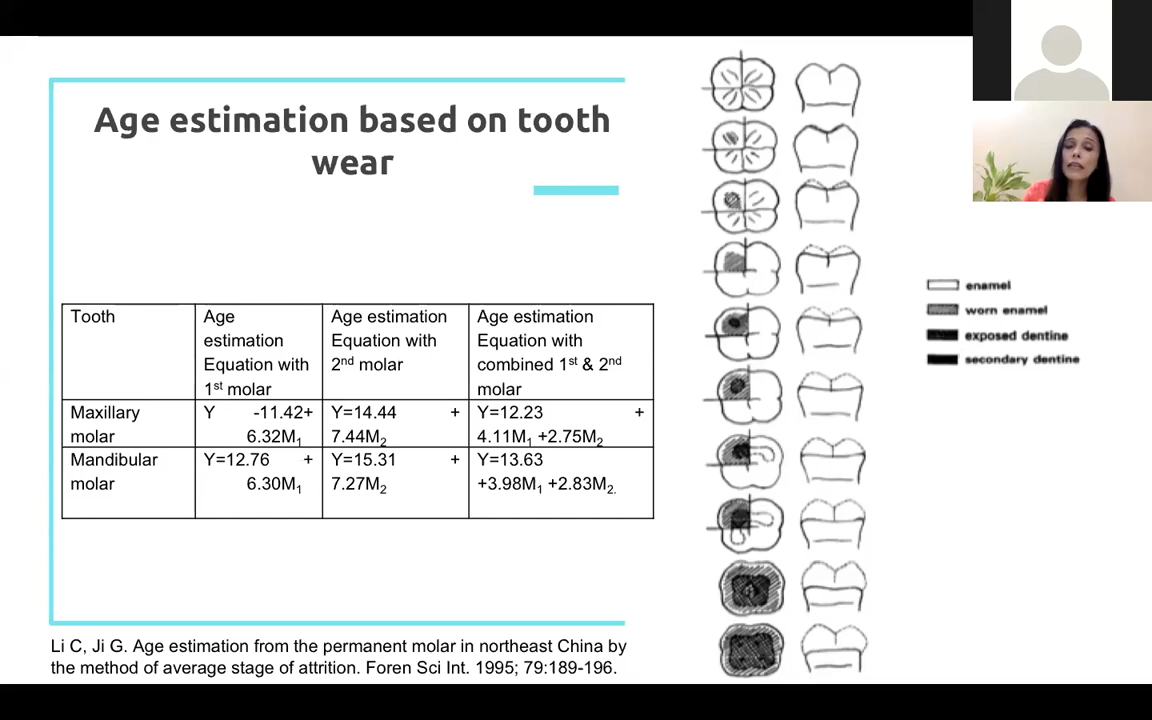 Age estimation based on tooth
wear
Tooth
Age
estimation
Equation with
1st molar
Age estimation
Equation with
2nd molar
Age estimation
Equation with
combined 1st & 2nd
molar
Maxillary
molar
Y -11.42+
6.32M1
Y=14.44 +
7.44M2
Y=12.23 +
4.11M1 +2.75M2
Mandibular
molar
Y=12.76 +
6.30M1
Y=15.31 +
7.27M2
Y=13.63
+3.98M1 +2.83M2.
enamel
worn enamel
exposed dentine
secondary dentine
Li C, Ji G. Age estimation from the permanent molar in northeast China by
the method of average stage of attrition. Foren Sci Int. 1995; 79:189-196.